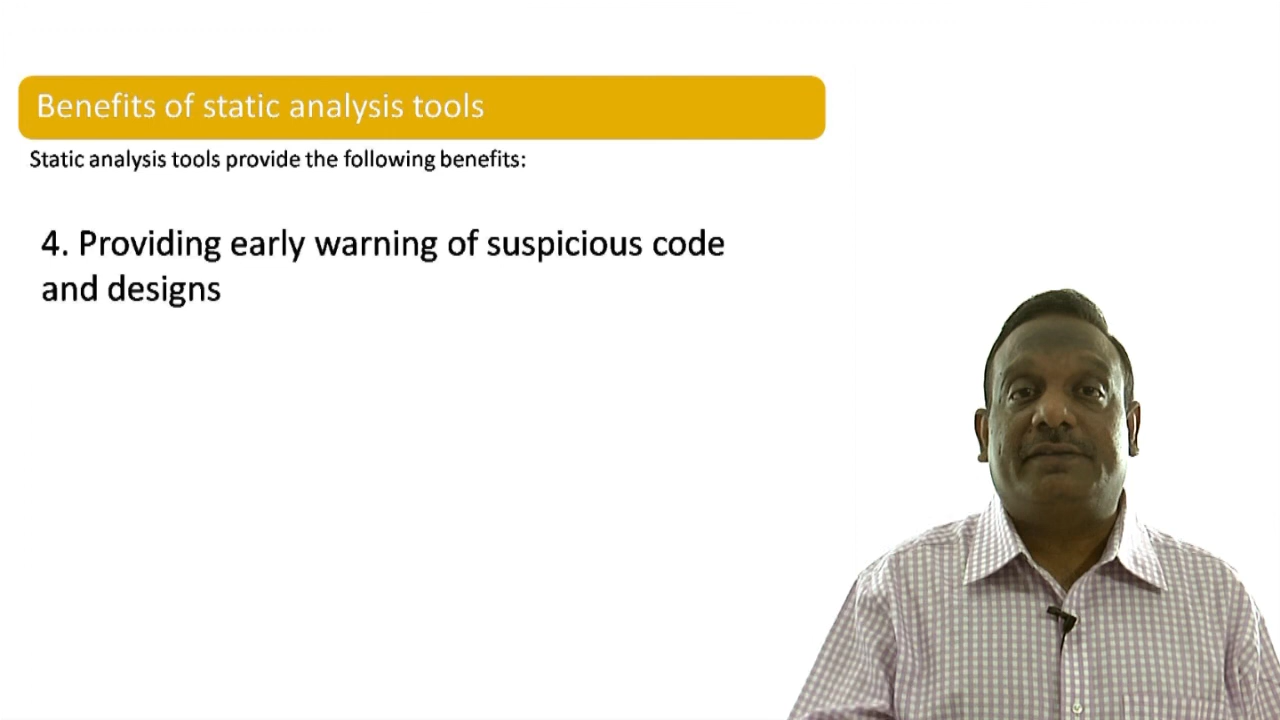 Benefits of static analysis tools
Static analysis tools provide the following benefits:
4. Providing early warning of suspicious code
and designs